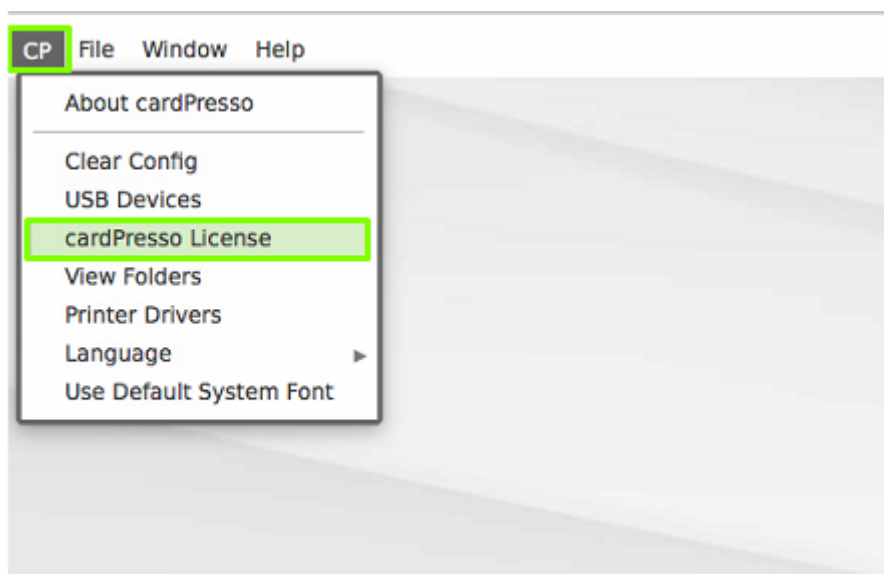 CP File Window Help
About cardPresso
Clear Config
USB Devices
cardPresso License
View Folders
Printer Drivers
Language
Use Default System Font